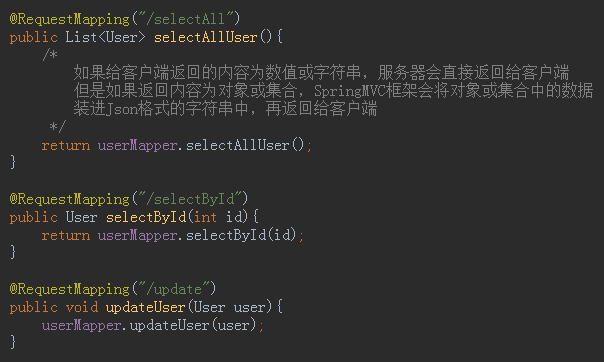 @RequestMapping("/selectAll")
public List<User> selectAllUser(){
/*
如果给客户端返回的内容为数值或字符串，服务器会直接返回给客户端
但是如果返回内容为对象或集合，SpringMVC框架会将对象或集合中的数据
装进Json格式的字符串中，再返回给客户端
*/
return userMapper.selectAllUser();
}
@RequestMapping("/selectById")
public User selectById(int id){
return userMapper.selectById(id);
}
@RequestMapping("/update")
public void updateUser(User user){
userMapper.updateUser(user);
}